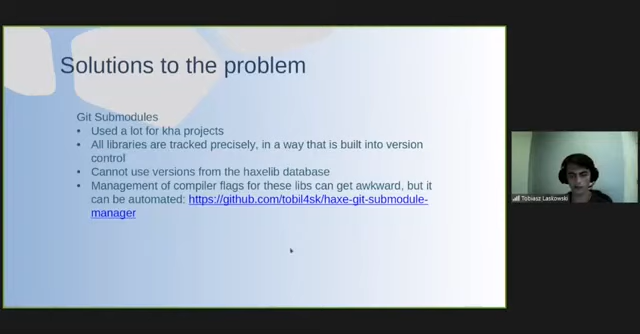 Solutions to the problem
Git Submodules
• Used a lot for kha projects
• All libraries are tracked precisely, in a way that is built into version
control
• Cannot use versions from the haxelib database
• Management of compiler flags for these libs can get awkward, but it
can be automated: https://github.com/tobil4sk/haxe-git-submodule-
manager
Tobiasz Laskowski